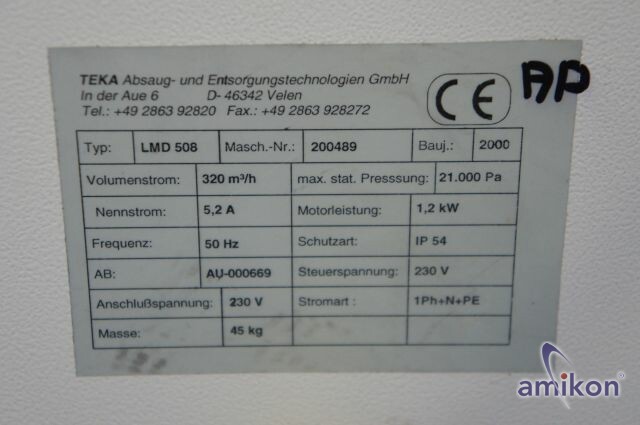 TEKA Absaug- und Entsorgungstechnologien GmbH
In der Aue 6 D- 46342 Velen
Tel.: +49 2863 92820 Fax.: +49 2863 928272
CE
AP
Typ: LMD 508 Masch.-Nr.: 200489 Bauj.: 2000
Volumenstrom: 320 m³/h max. stat. Presssung: 21.000 Pa
Nennstrom: 5,2 A Motorleistung: 1,2 kW
Frequenz: 50 Hz Schutzart: IP 54
AB: AU-000669 Steuerspannung: 230 V
Anschlußspannung: 230 V Stromart : 1Ph+N+PE
Masse: 45 kg
amikon